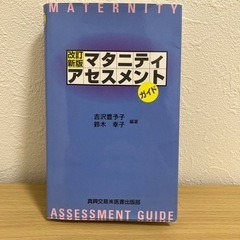 MATERNITY
改訂
新版
マタニティ
アセスメント
ガイド
吉沢豊予子
鈴木 幸子
編著
真興交易㈱医書出版部
ASSESSMENT GUIDE